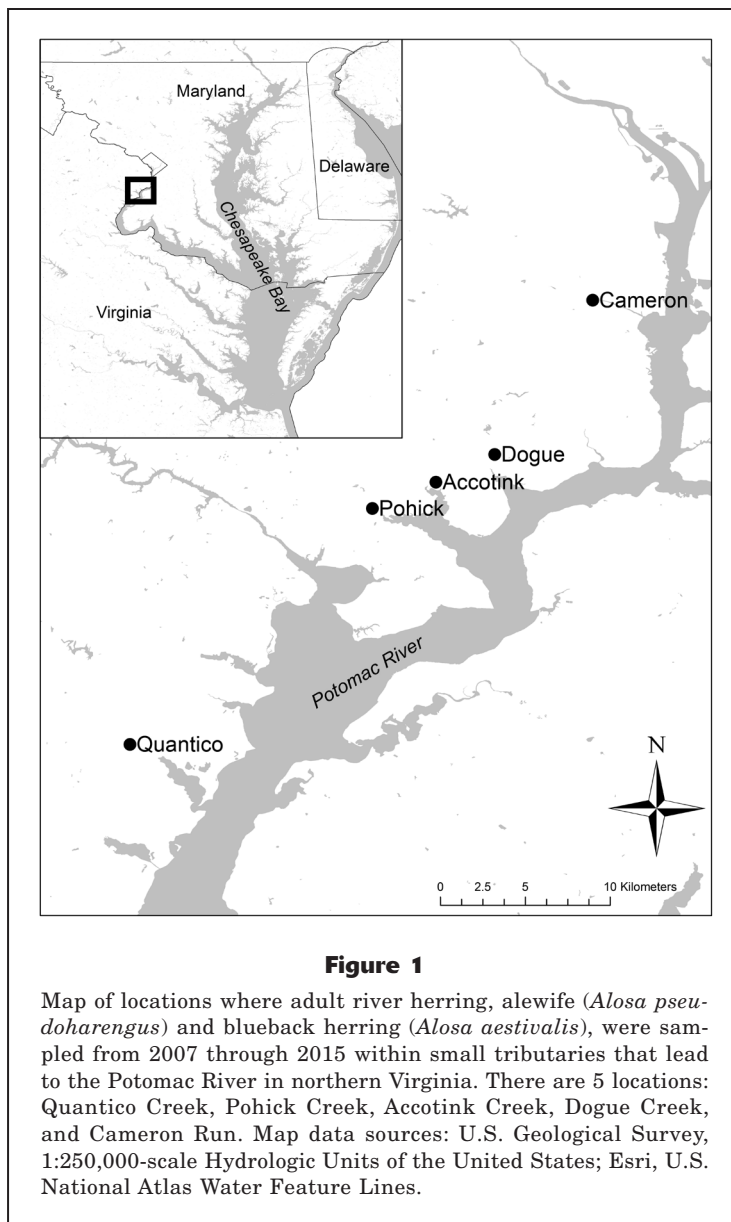 Maryland
Delaware
Chesapeake Bay
Virginia
Cameron
Dogue
Accotink
Pohick
Potomac River
Quantico
N
0 2.5 5 10 Kilometers
Figure 1
Map of locations where adult river herring, alewife (Alosa pseu-
doharengus) and blueback herring (Alosa aestivalis), were sam-
pled from 2007 through 2015 within small tributaries that lead
to the Potomac River in northern Virginia. There are 5 locations:
Quantico Creek, Pohick Creek, Accotink Creek, Dogue Creek,
and Cameron Run. Map data sources: U.S. Geological Survey,
1:250,000-scale Hydrologic Units of the United States; Esri, U.S.
National Atlas Water Feature Lines.